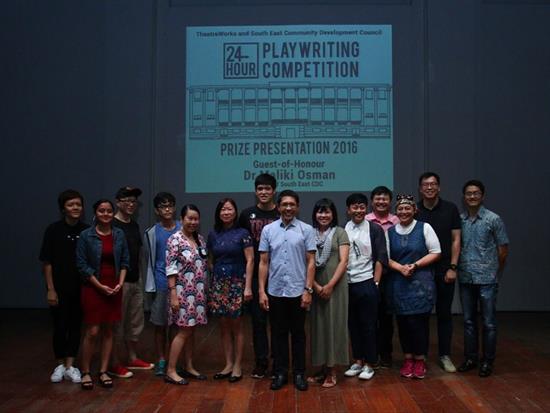 TheatreWorks and South East Community Development Council
24-HOUR
PLAYWRITING
COMPETITION
PRIZE PRESENTATION 2016
Guest-of-Honour
Dr Maliki Osman
South East CDC